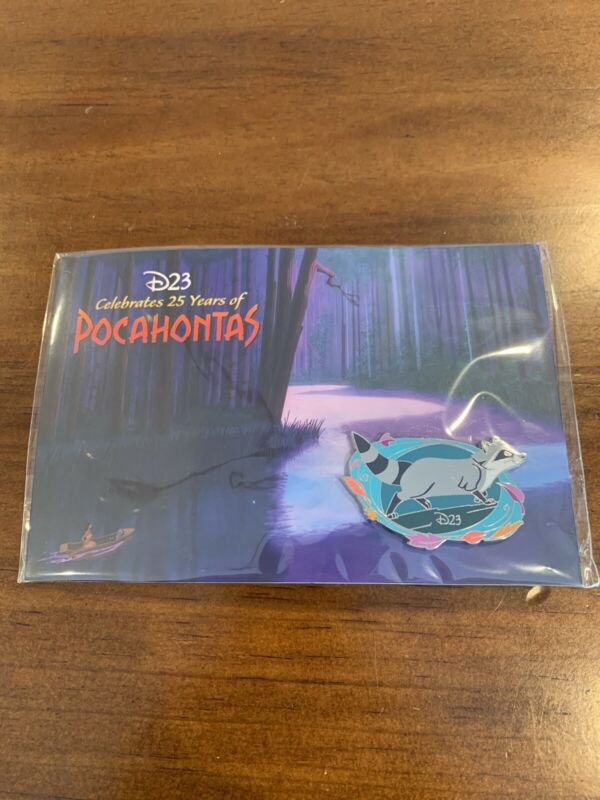 D23
Celebrates 25 Years of
POCAHONTAS
D23